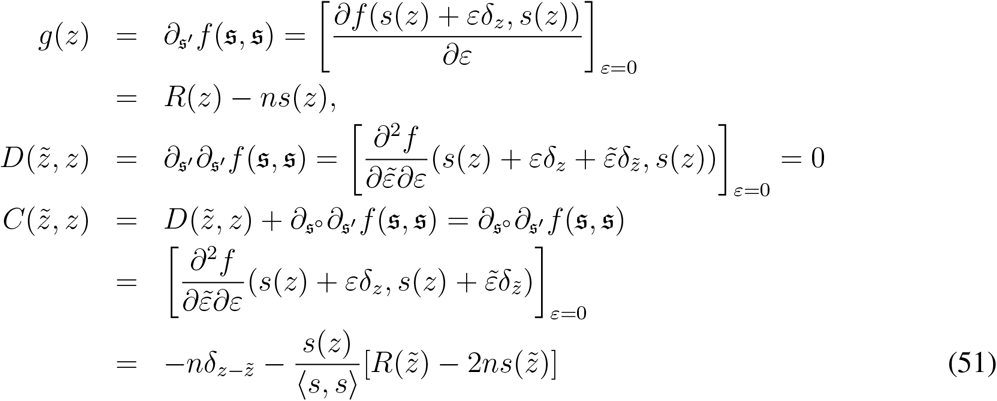 g(z) = ∂_{𝔰′} f(𝔰, 𝔰) = [∂f(s(z) + εδ_z, s(z)) / ∂ε]_{ε=0}
= R(z) − ns(z),
D(z̃, z) = ∂_{𝔰′}∂_{𝔰′} f(𝔰, 𝔰) = [∂²f / ∂ε̃∂ε (s(z) + εδ_z + ε̃δ_{z̃}, s(z))]_{ε=0} = 0
C(z̃, z) = D(z̃, z) + ∂_{𝔰°}∂_{𝔰′} f(𝔰, 𝔰) = ∂_{𝔰°}∂_{𝔰′} f(𝔰, 𝔰)
= [∂²f / ∂ε̃∂ε (s(z) + εδ_z, s(z) + ε̃δ_{z̃})]_{ε=0}
= −nδ_{z−z̃} − s(z) / ⟨s, s⟩ [R(z̃) − 2ns(z̃)] (51)